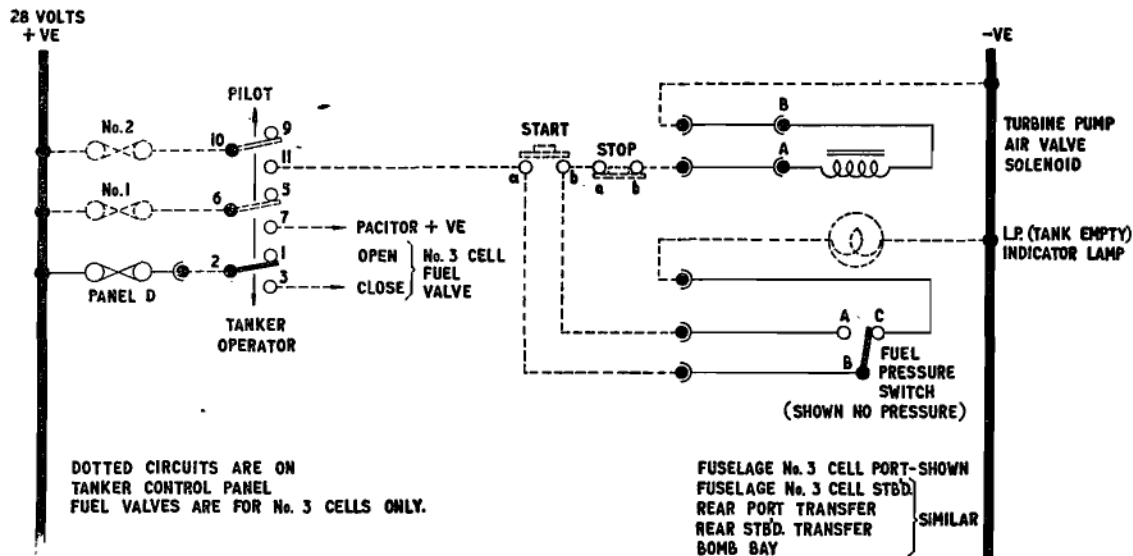 28 VOLTS
+ VE
-VE
PILOT
No.2
10
9
11
START
STOP
a
b
a
b
B
A
TURBINE PUMP
AIR VALVE
SOLENOID
No.1
6
5
7
PACITOR + VE
L.P. (TANK EMPTY)
INDICATOR LAMP
PANEL D
2
1
3
OPEN
CLOSE
No. 3 CELL
FUEL
VALVE
TANKER
OPERATOR
A
C
B
FUEL
PRESSURE
SWITCH
(SHOWN NO PRESSURE)
DOTTED CIRCUITS ARE ON
TANKER CONTROL PANEL
FUEL VALVES ARE FOR No. 3 CELLS ONLY.
FUSELAGE No. 3 CELL PORT-SHOWN
FUSELAGE No. 3 CELL STB'D.
REAR PORT TRANSFER
REAR STB'D. TRANSFER
BOMB BAY
SIMILAR